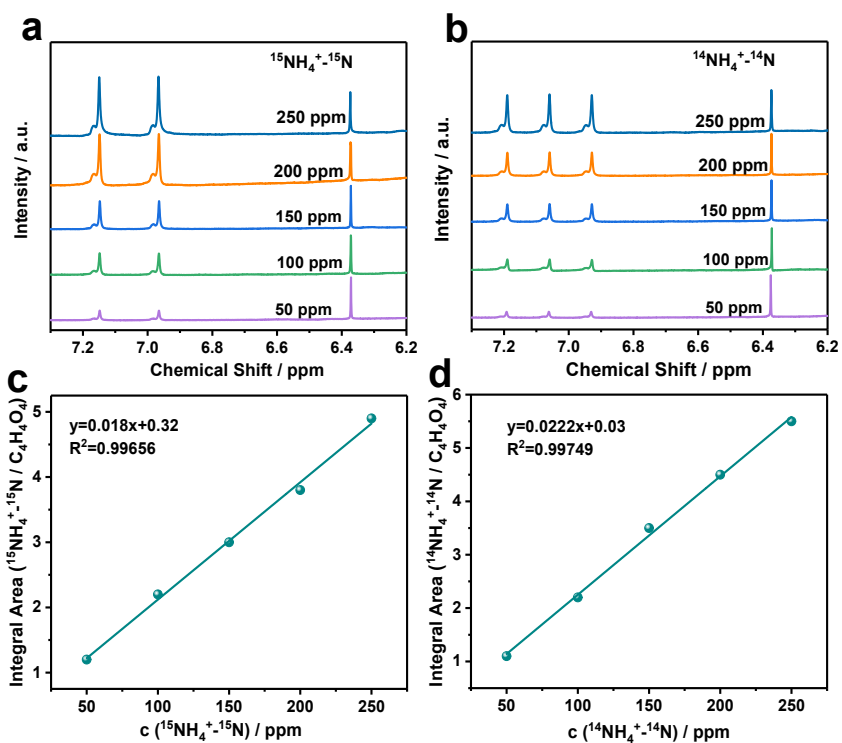 a
¹⁵NH₄⁺-¹⁵N
250 ppm
200 ppm
150 ppm
100 ppm
50 ppm
Intensity / a.u.
7.2 7.0 6.8 6.6 6.4 6.2
Chemical Shift / ppm
b
¹⁴NH₄⁺-¹⁴N
250 ppm
200 ppm
150 ppm
100 ppm
50 ppm
Intensity / a.u.
7.2 7.0 6.8 6.6 6.4 6.2
Chemical Shift / ppm
c
y=0.018x+0.32
R²=0.99656
Integral Area (¹⁵NH₄⁺-¹⁵N / C₄H₄O₄)
5
4
3
2
1
50 100 150 200 250
c (¹⁵NH₄⁺-¹⁵N) / ppm
d
y=0.0222x+0.03
R²=0.99749
Integral Area (¹⁴NH₄⁺-¹⁴N / C₄H₄O₄)
6
5
4
3
2
1
50 100 150 200 250
c (¹⁴NH₄⁺-¹⁴N) / ppm